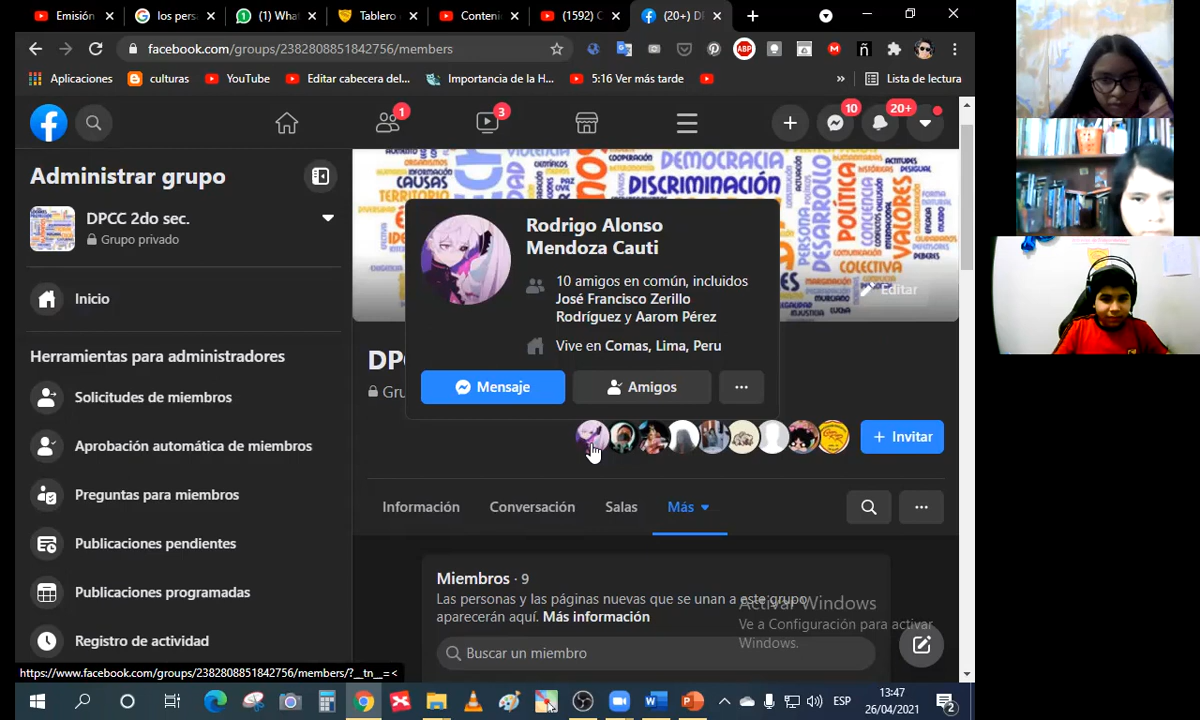 Emisión
los pers
(1) What
Tablero
Conteni
(1592) C
(20+) DP
facebook.com/groups/2382808851842756/members
ABP
ñ
Aplicaciones
culturas
YouTube
Editar cabecera del...
Importancia de la H...
5:16 Ver más tarde
»
Lista de lectura
1
3
10
20+
Administrar grupo
DPCC 2do sec.
Grupo privado
Inicio
Herramientas para administradores
Solicitudes de miembros
Aprobación automática de miembros
Preguntas para miembros
Publicaciones pendientes
Publicaciones programadas
Registro de actividad
CAUSAS
COOPERACIÓN
DEMOCRACIA
DISCRIMINACIÓN
PERSONA
DESARROLLO
POLÍTICA
CONCIENCIA
VALORES
COLECTIVA
Editar
Rodrigo Alonso
Mendoza Cauti
10 amigos en común, incluidos
José Francisco Zerillo
Rodríguez y Aarom Pérez
Vive en Comas, Lima, Peru
Mensaje
Amigos
DP
Gru
+ Invitar
Información
Conversación
Salas
Más
Miembros · 9
Las personas y las páginas nuevas que se unan a este grupo
aparecerán aquí. Más información
Buscar un miembro
Activar Windows
Ve a Configuración para activar
Windows.
https://www.facebook.com/groups/2382808851842756/members/?__tn__=<
ESP
13:47
26/04/2021
2